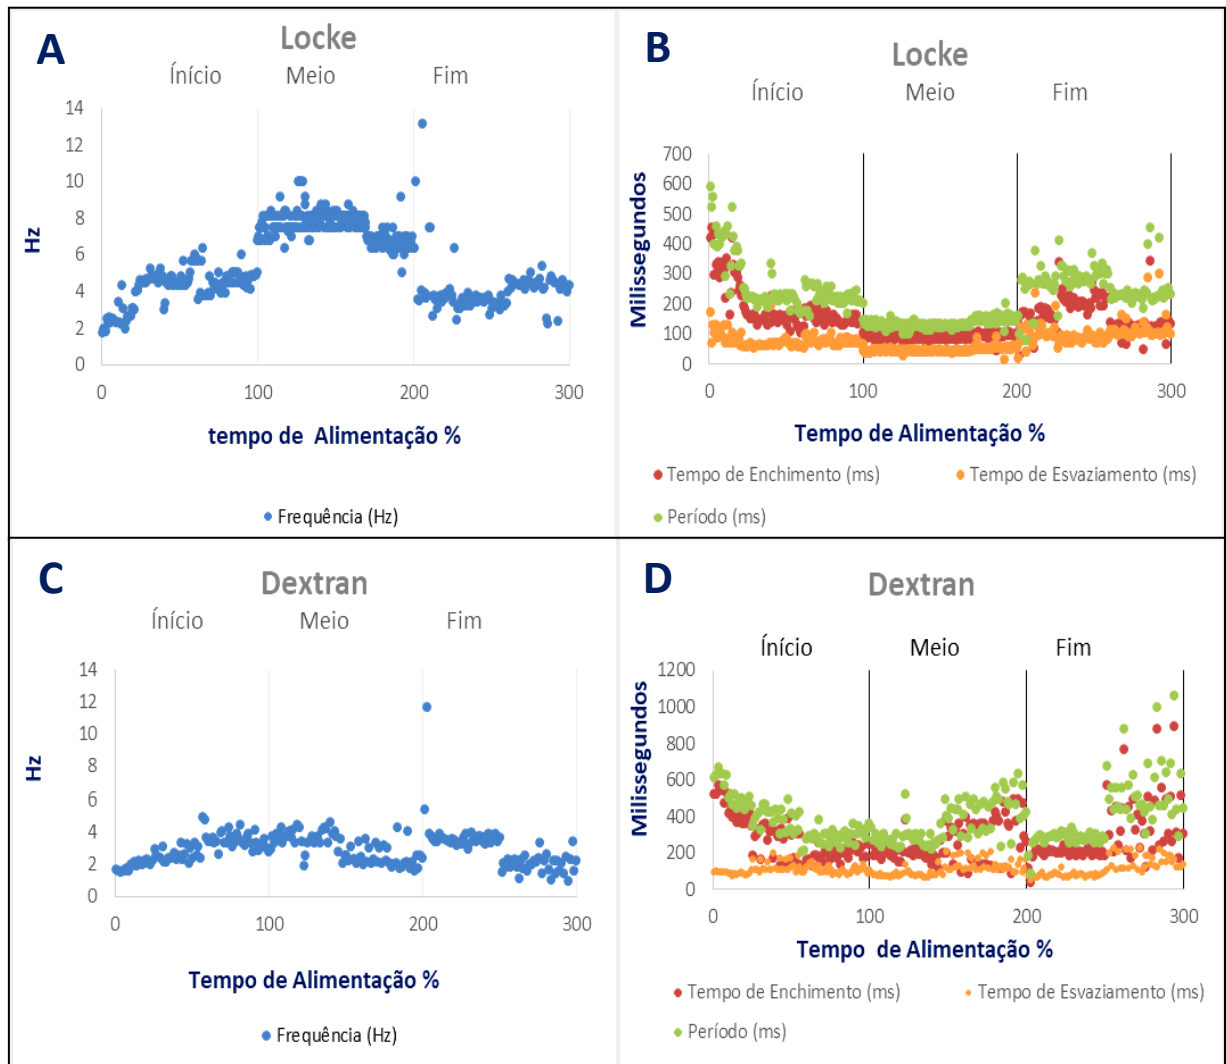 A
Locke
Ínício Meio Fim
14
12
10
8
6
4
2
0
Hz
0 100 200 300
tempo de Alimentação %
Frequência (Hz)
B
Locke
Ínício Meio Fim
700
600
500
400
300
200
100
0
Milissegundos
0 100 200 300
Tempo de Alimentação %
Tempo de Enchimento (ms) Tempo de Esvaziamento (ms)
Período (ms)
C
Dextran
Ínício Meio Fim
14
12
10
8
6
4
2
0
Hz
0 100 200 300
Tempo de Alimentação %
Frequência (Hz)
D
Dextran
Ínício Meio Fim
1200
1000
800
600
400
200
0
Milissegundos
0 100 200 300
Tempo de Alimentação %
Tempo de Enchimento (ms) Tempo de Esvaziamento (ms)
Período (ms)